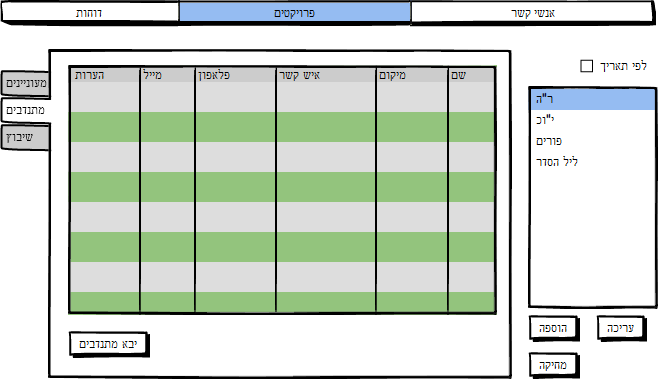 אנשי קשר
פרויקטים
דוחות
לפי תאריך
ר"ה
י"וכ
פורים
ליל הסדר
הוספה
עריכה
מחיקה
מעוניינים
מתנדבים
שיבוץ
שם מיקום איש קשר פלאפון מייל הערות
יבא מתנדבים